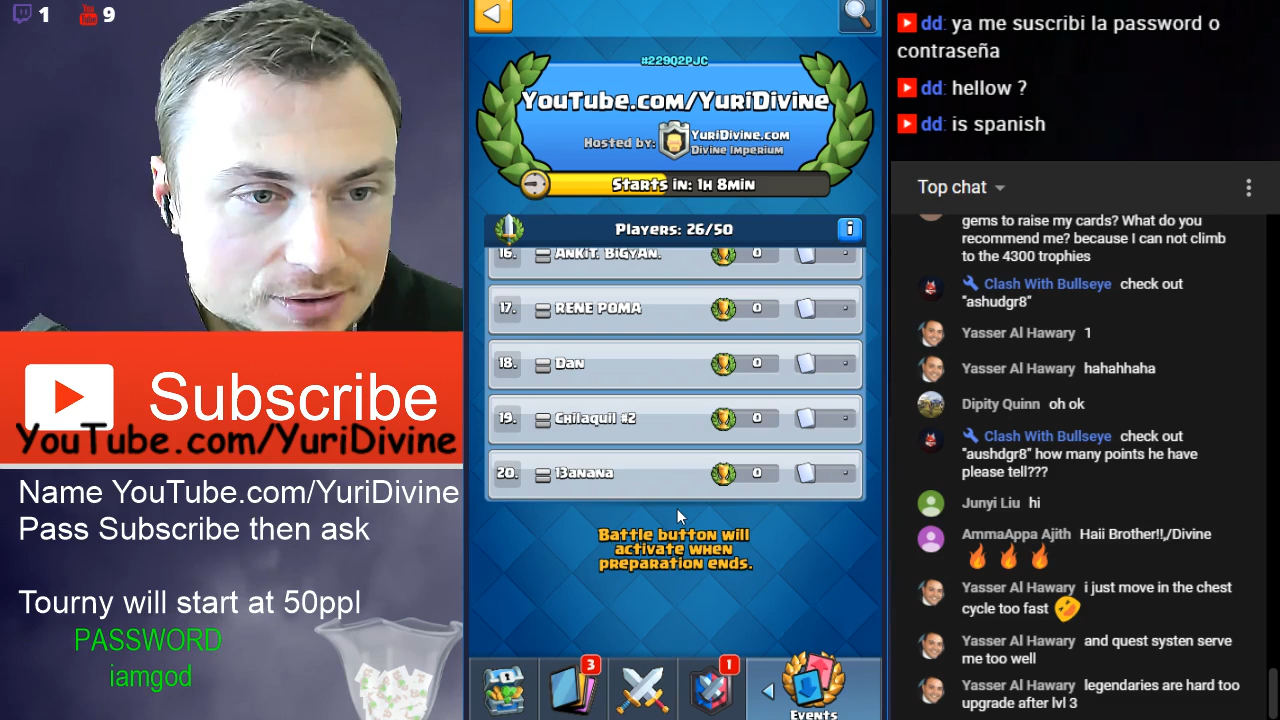 1 9
Subscribe
YouTube.com/YuriDivine
Name YouTube.com/YuriDivine
Pass Subscribe then ask
Tourny will start at 50ppl
PASSWORD
iamgod
#229Q2PJC
YouTube.com/YuriDivine
Hosted by: YuriDivine.com
Divine Imperium
Starts in: 1H 8min
Players: 26/50
i
16. ANKIT. BIGYAN. 0 -
17. RENE POMA 0 -
18. Dan 0 -
19. Chilaquil #2 0 -
20. 13anana 0 -
Battle button will
activate when
preparation ends.
1
3
1
Events
dd: ya me suscribi la password o
contraseña
dd: hellow ?
dd: is spanish
Top chat
gems to raise my cards? What do you
recommend me? because I can not climb
to the 4300 trophies
Clash With Bullseye check out
"ashudgr8"
Yasser Al Hawary 1
Yasser Al Hawary hahahhaha
Dipity Quinn oh ok
Clash With Bullseye check out
"aushdgr8" how many points he have
please tell???
Junyi Liu hi
AmmaAppa Ajith Haii Brother!!,/Divine
Yasser Al Hawary i just move in the chest
cycle too fast
Yasser Al Hawary and quest systen serve
me too well
Yasser Al Hawary legendaries are hard too
upgrade after lvl 3